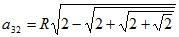 a₃₂ = R√(2 − √(2 + √(2 + √2)))